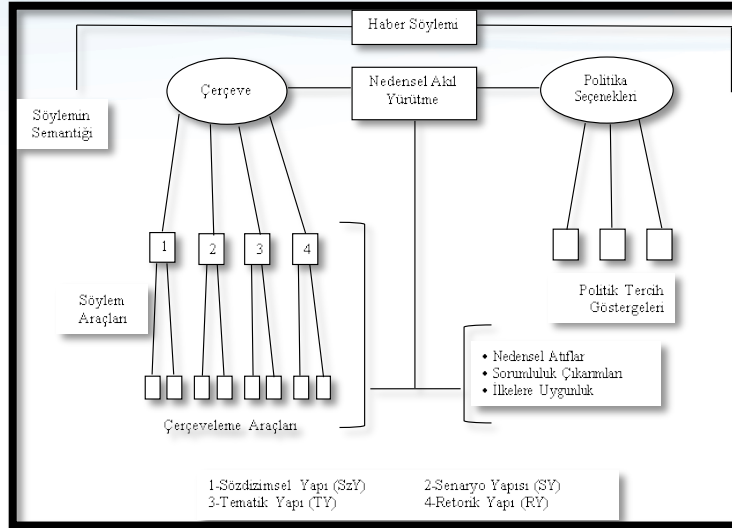 Haber Söylemi
Çerçeve
Nedensel Akıl
Yürütme
Politika
Seçenekleri
Söylemin
Semantiği
1
2
3
4
Söylem
Araçları
Politik Tercih
Göstergeleri
• Nedensel Atıflar
• Sorumluluk Çıkarımları
• İlkelere Uygunluk
Çerçeveleme Araçları
1-Sözdizimsel Yapı (SzY)
2-Senaryo Yapısı (SY)
3-Tematik Yapı (TY)
4-Retorik Yapı (RY)